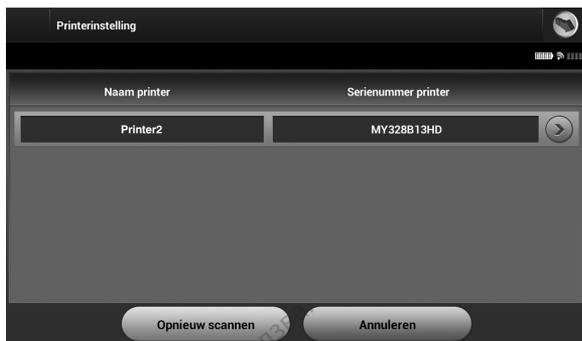 Printerinstelling
Naam printer Serienummer printer
Printer2 MY328B13HD
Opnieuw scannen Annuleren